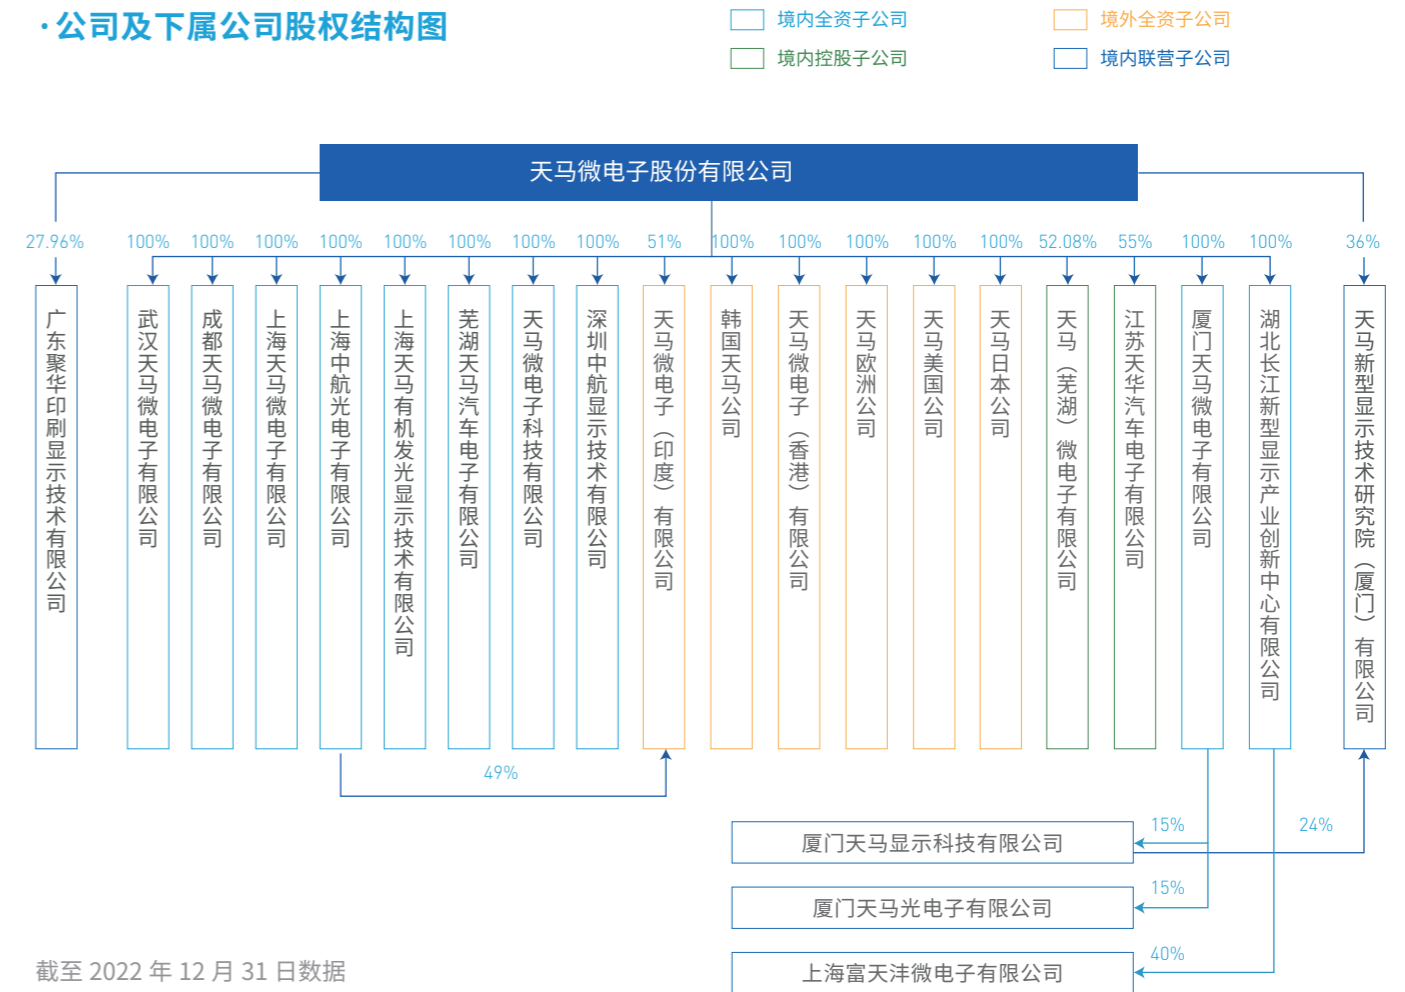 ·公司及下属公司股权结构图
境内全资子公司
境外全资子公司
境内控股子公司
境内联营子公司
天马微电子股份有限公司
27.96%
100%
100%
100%
100%
100%
100%
100%
100%
51%
100%
100%
100%
100%
100%
52.08%
55%
100%
100%
36%
广东聚华印刷显示技术有限公司
武汉天马微电子有限公司
成都天马微电子有限公司
上海天马微电子有限公司
上海中航光电子有限公司
上海天马有机发光显示技术有限公司
芜湖天马汽车电子有限公司
天马微电子科技有限公司
深圳中航显示技术有限公司
天马微电子（印度）有限公司
韩国天马公司
天马微电子（香港）有限公司
天马欧洲公司
天马美国公司
天马日本公司
天马（芜湖）微电子有限公司
江苏天华汽车电子有限公司
厦门天马微电子有限公司
湖北长江新型显示产业创新中心有限公司
天马新型显示技术研究院（厦门）有限公司
49%
15%
24%
厦门天马显示科技有限公司
15%
厦门天马光电子有限公司
40%
上海富天沣微电子有限公司
截至 2022 年 12 月 31 日数据